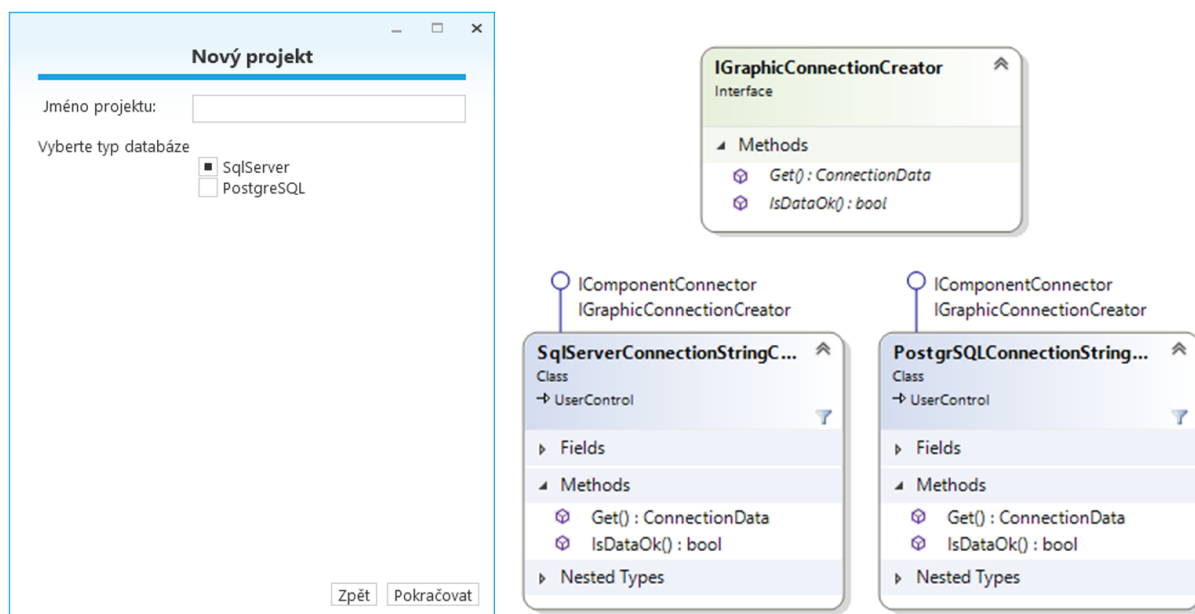 Nový projekt
Jméno projektu:
Vyberte typ databáze
SqlServer
PostgreSQL
Zpět
Pokračovat
IGraphicConnectionCreator
Interface
Methods
Get() : ConnectionData
IsDataOk() : bool
IComponentConnector
IGraphicConnectionCreator
SqlServerConnectionStringC...
Class
UserControl
Fields
Methods
Get() : ConnectionData
IsDataOk() : bool
Nested Types
IComponentConnector
IGraphicConnectionCreator
PostgrSQLConnectionString...
Class
UserControl
Fields
Methods
Get() : ConnectionData
IsDataOk() : bool
Nested Types